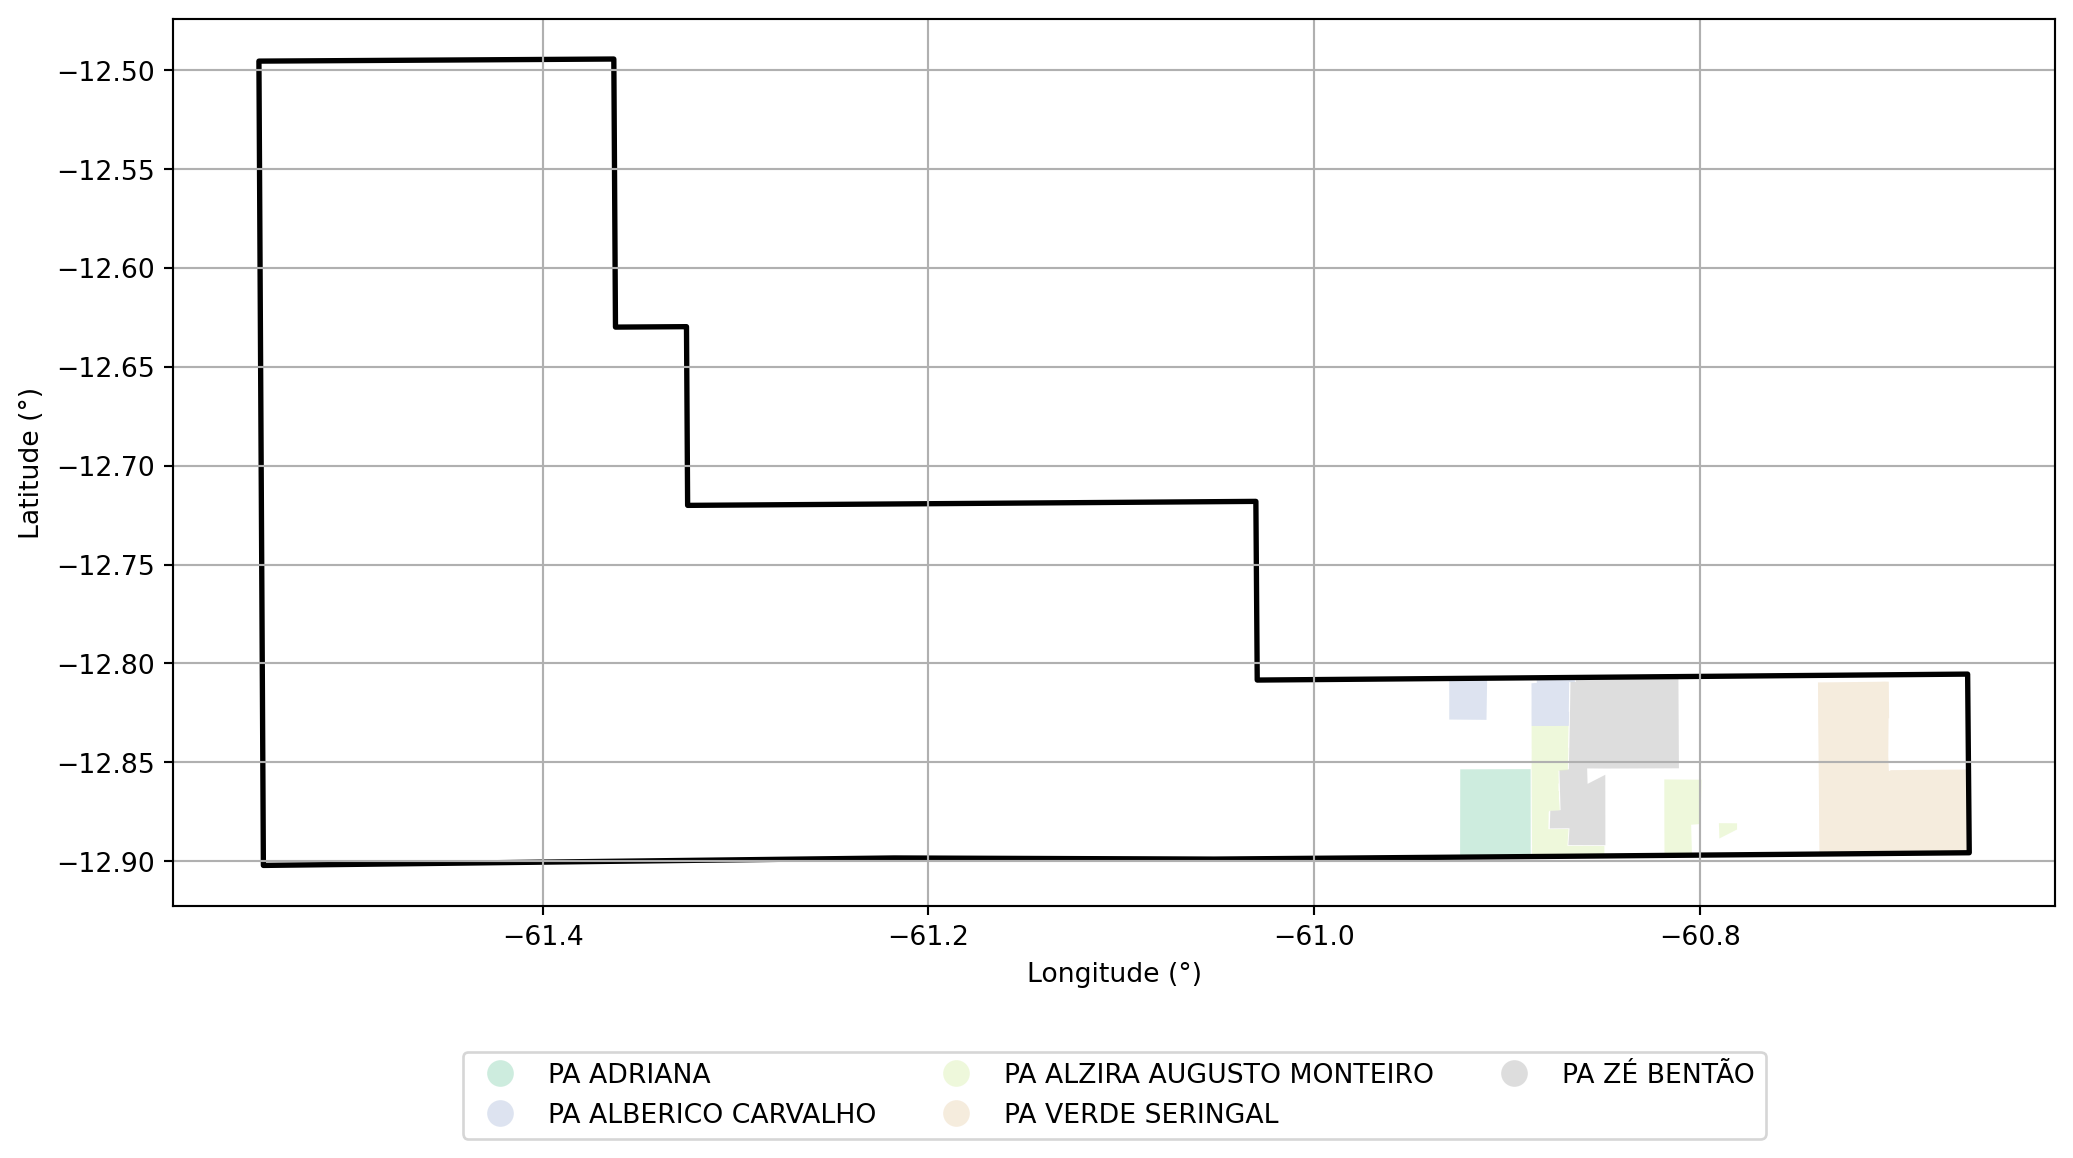 −12.50
−12.55
−12.60
−12.65
−12.70
−12.75
−12.80
−12.85
−12.90
Latitude (°)
−61.4 −61.2 −61.0 −60.8
Longitude (°)
PA ADRIANA PA ALZIRA AUGUSTO MONTEIRO PA ZÉ BENTÃO
PA ALBERICO CARVALHO PA VERDE SERINGAL